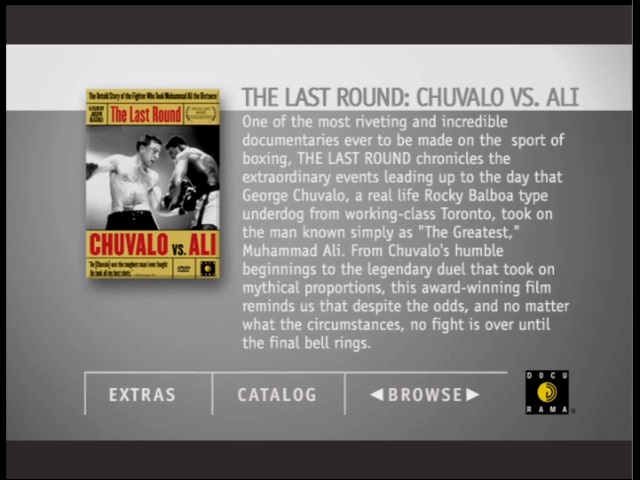 The Untold Story of the Fighter Who Took Muhammad Ali the Distance
A FILM BY
JOSEPH
BLASIOLI
The Last Round
CHUVALO VS. ALI
"He [Chuvalo] was the toughest man I ever fought.
He took all my best shots."
DVD
THE LAST ROUND: CHUVALO VS. ALI
One of the most riveting and incredible
documentaries ever to be made on the sport of
boxing, THE LAST ROUND chronicles the
extraordinary events leading up to the day that
George Chuvalo, a real life Rocky Balboa type
underdog from working-class Toronto, took on
the man known simply as "The Greatest,"
Muhammad Ali. From Chuvalo's humble
beginnings to the legendary duel that took on
mythical proportions, this award-winning film
reminds us that despite the odds, and no matter
what the circumstances, no fight is over until
the final bell rings.
EXTRAS
CATALOG
◄BROWSE►
DOCU
RAMA®